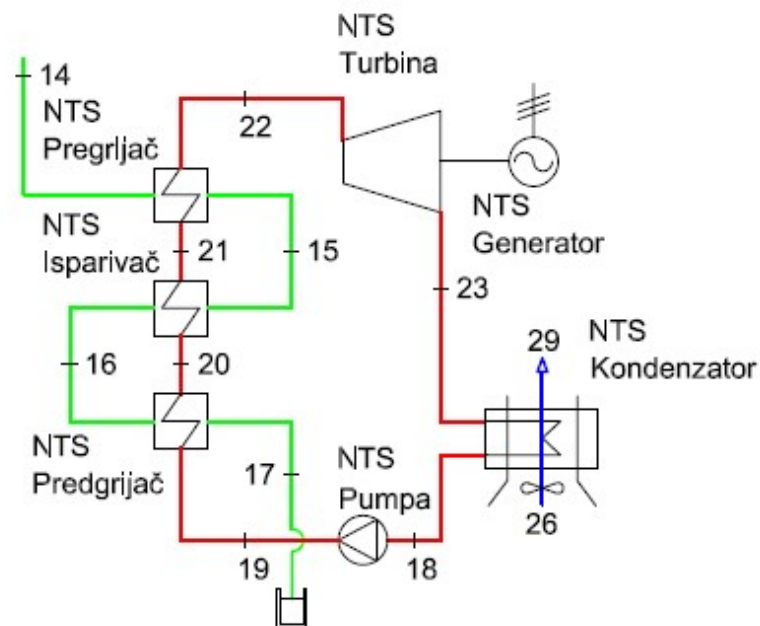 NTS
Turbina
14
NTS
Pregrljač
22
NTS
Generator
NTS
Isparivač
21
15
23
16
20
29
NTS
Kondenzator
NTS
Predgrijač
17
NTS
Pumpa
26
19
18